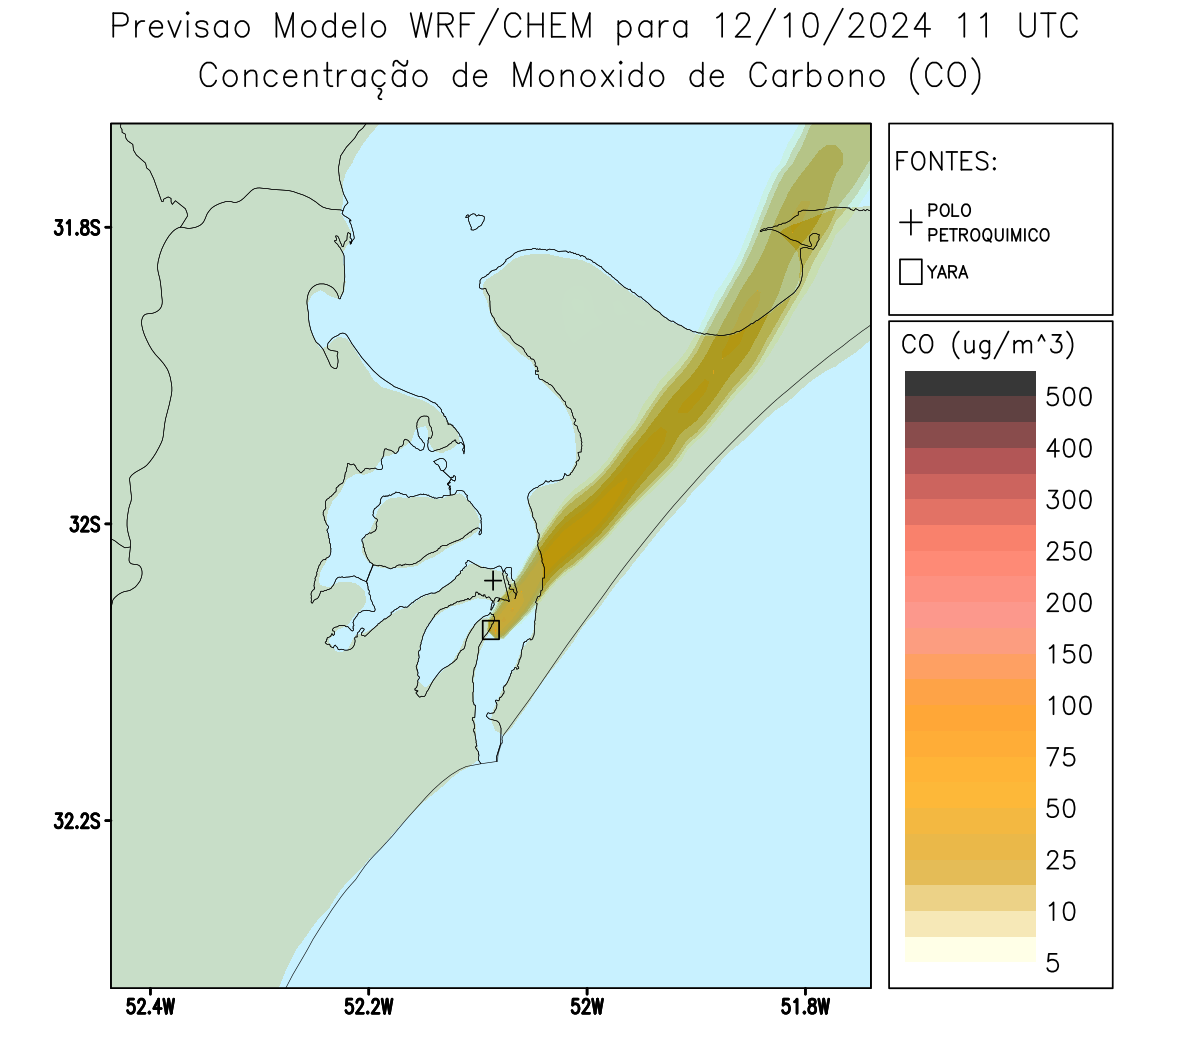 Previsao Modelo WRF/CHEM para 12/10/2024 11 UTC
Concentração de Monoxido de Carbono (CO)
FONTES:
POLO
PETROQUIMICO
YARA
CO (ug/m^3)
500
400
300
250
200
150
100
75
50
25
10
5
31.8S
32S
32.2S
52.4W
52.2W
52W
51.8W